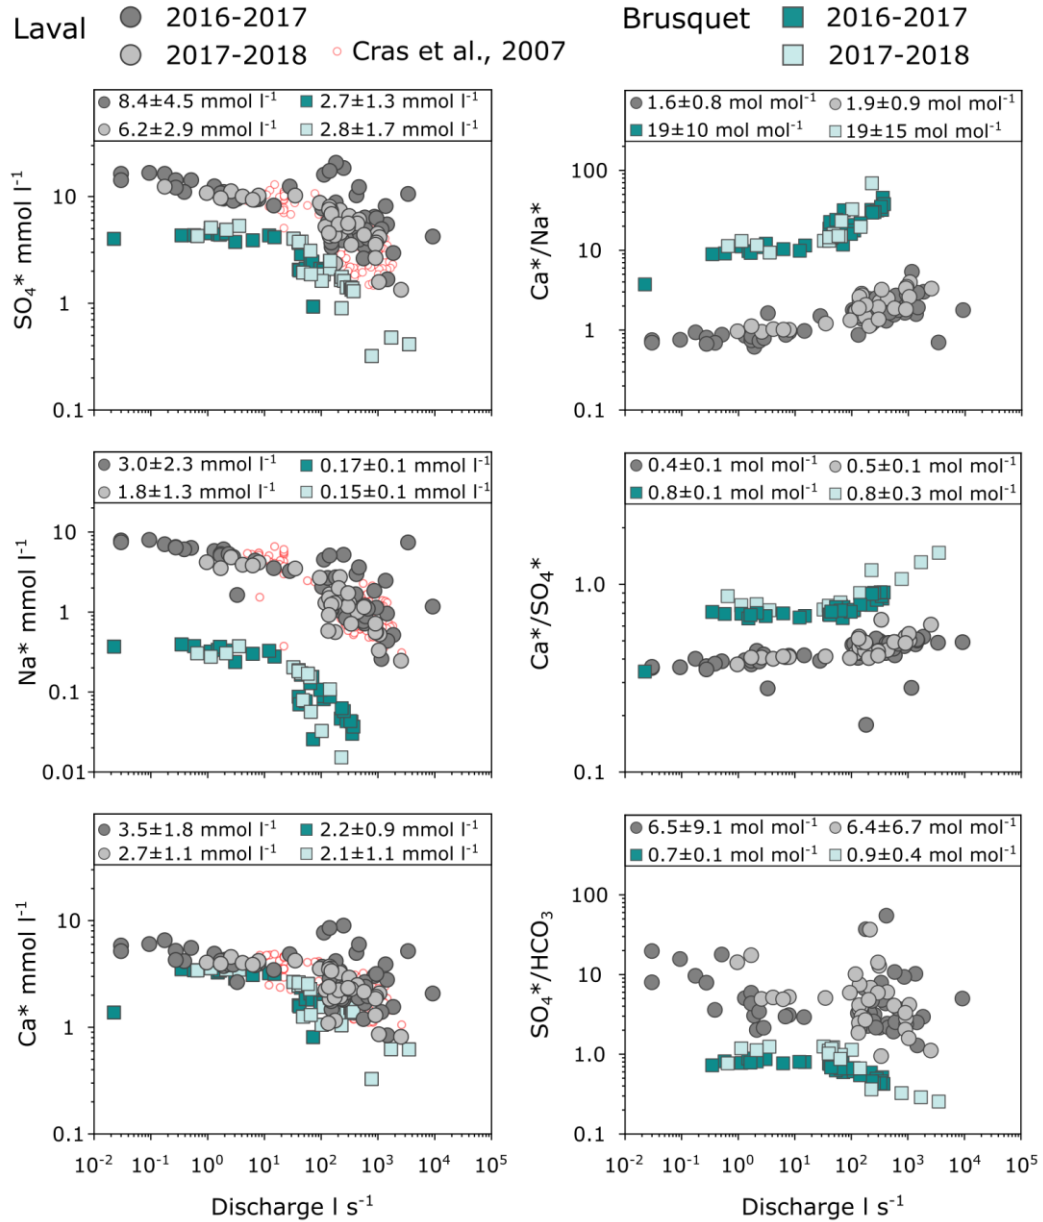 Laval
2016-2017
2017-2018
Cras et al., 2007
Brusquet
2016-2017
2017-2018
8.4±4.5 mmol l⁻¹ 2.7±1.3 mmol l⁻¹
6.2±2.9 mmol l⁻¹ 2.8±1.7 mmol l⁻¹
SO₄* mmol l⁻¹
10
1
0.1
1.6±0.8 mol mol⁻¹ 1.9±0.9 mol mol⁻¹
19±10 mol mol⁻¹ 19±15 mol mol⁻¹
Ca*/Na*
100
10
1
0.1
3.0±2.3 mmol l⁻¹ 0.17±0.1 mmol l⁻¹
1.8±1.3 mmol l⁻¹ 0.15±0.1 mmol l⁻¹
Na* mmol l⁻¹
10
1
0.1
0.01
0.4±0.1 mol mol⁻¹ 0.5±0.1 mol mol⁻¹
0.8±0.1 mol mol⁻¹ 0.8±0.3 mol mol⁻¹
Ca*/SO₄*
1.0
0.1
3.5±1.8 mmol l⁻¹ 2.2±0.9 mmol l⁻¹
2.7±1.1 mmol l⁻¹ 2.1±1.1 mmol l⁻¹
Ca* mmol l⁻¹
10
1
0.1
10⁻² 10⁻¹ 10⁰ 10¹ 10² 10³ 10⁴ 10⁵
Discharge l s⁻¹
6.5±9.1 mol mol⁻¹ 6.4±6.7 mol mol⁻¹
0.7±0.1 mol mol⁻¹ 0.9±0.4 mol mol⁻¹
SO₄*/HCO₃
100
10
1.0
0.1
10⁻² 10⁻¹ 10⁰ 10¹ 10² 10³ 10⁴ 10⁵
Discharge l s⁻¹